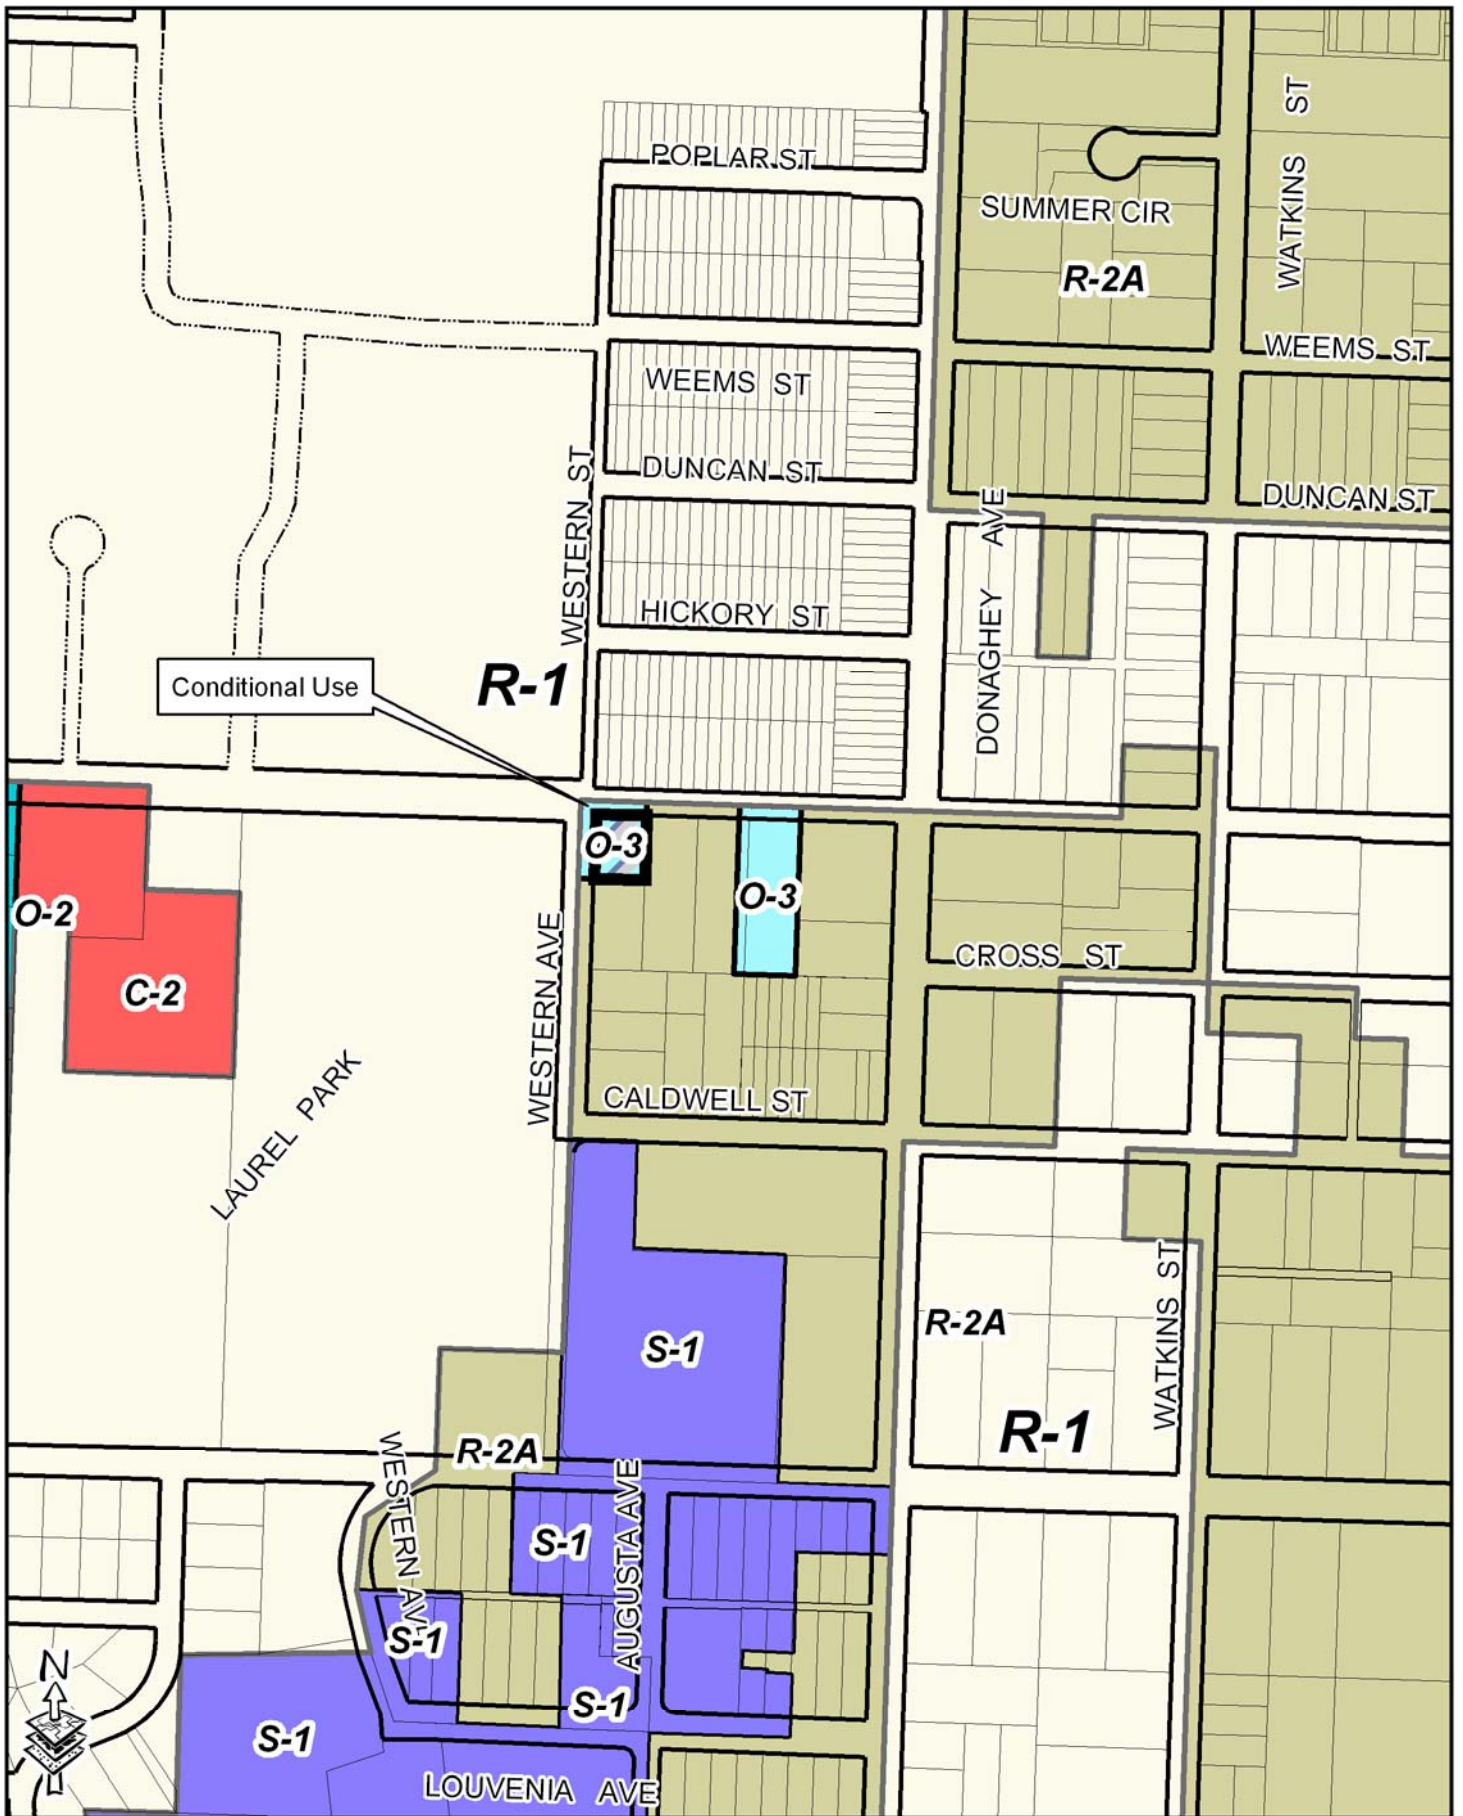 POPLAR ST
WATKINS ST
SUMMER CIR
R-2A
WEEMS ST
WEEMS ST
DUNCAN ST
DUNCAN ST
WESTERN ST
DONAGHEY AVE
HICKORY ST
Conditional Use
R-1
O-3
O-3
O-2
C-2
WESTERN AVE
CROSS ST
CALDWELL ST
LAUREL PARK
R-2A
WATKINS ST
S-1
R-1
R-2A
WESTERN AVE
AUGUSTA AVE
S-1
S-1
S-1
S-1
N
LOUVENIA AVE